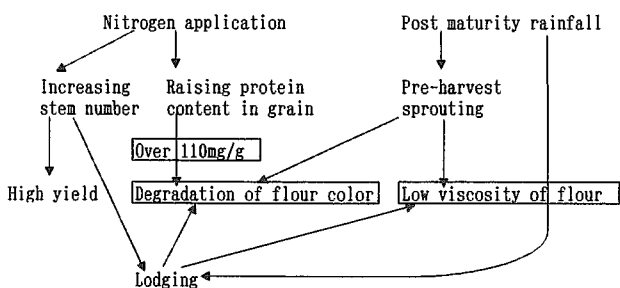 Nitrogen application
Post maturity rainfall
Increasing
stem number
Raising protein
content in grain
Pre-harvest
sprouting
Over 110mg/g
High yield
Degradation of flour color
Low viscosity of flour
Lodging